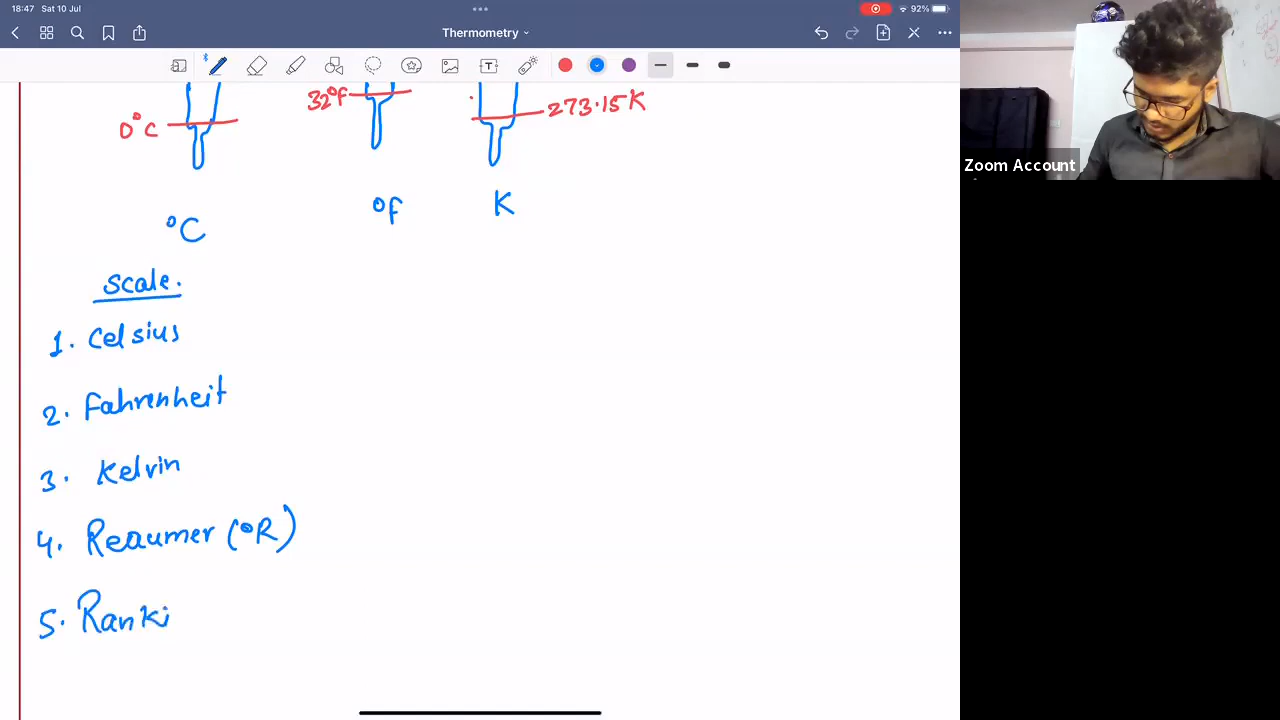 18:47 Sat 10 Jul
92%
Thermometry
T
0°C
32°F
273.15 K
°C
°F
K
Scale.
1. Celsius
2. Fahrenheit
3. Kelvin
4. Reaumer (°R)
5. Ranki
Zoom Account